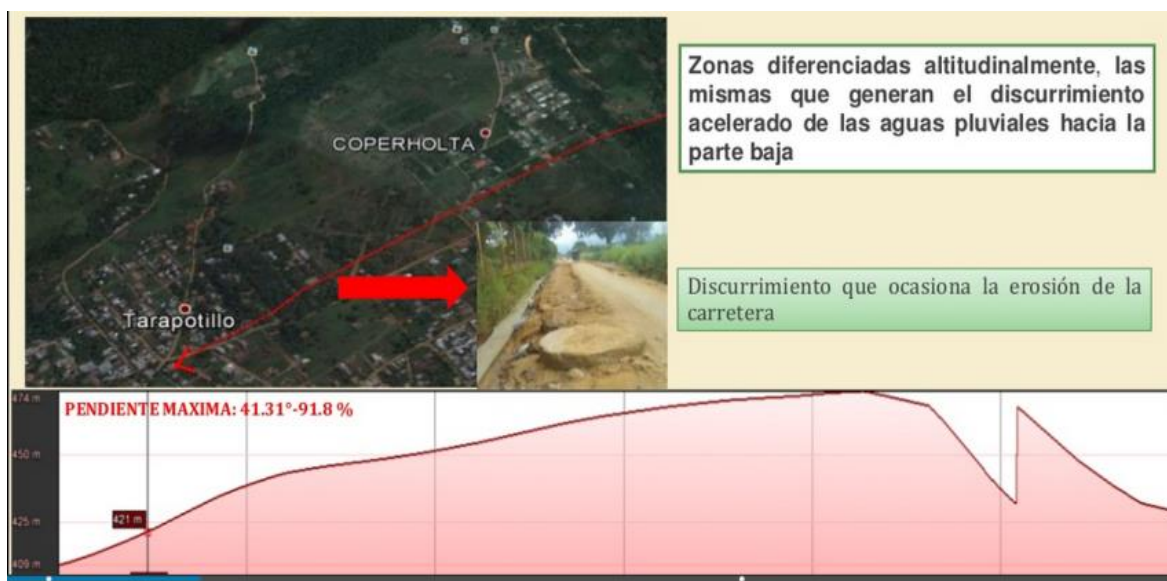 COPERHOLTA
Tarapotillo
Zonas diferenciadas altitudinalmente, las
mismas que generan el discurrimiento
acelerado de las aguas pluviales hacia la
parte baja
Discurrimiento que ocasiona la erosión de la
carretera
474 m
PENDIENTE MAXIMA: 41.31°-91.8 %
450 m
421 m
425 m
409 m